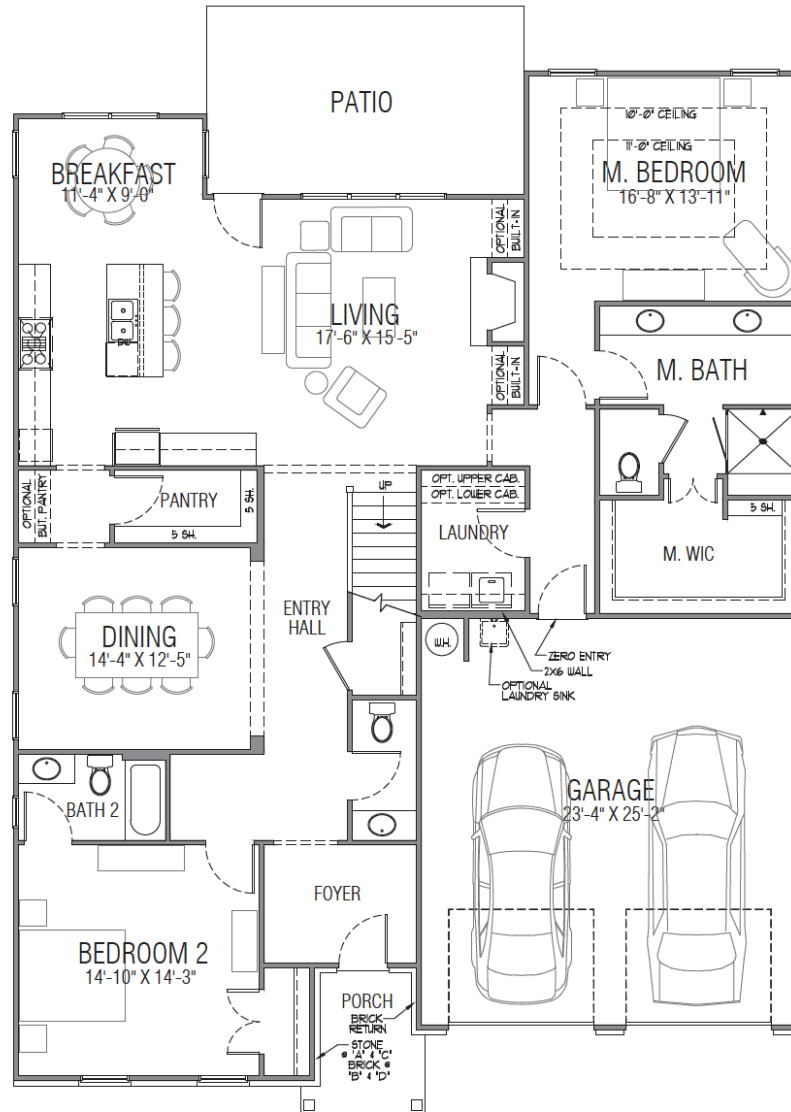 PATIO
10'-0" CEILING
11'-0" CEILING
M. BEDROOM
16'-8" X 13'-11"
BREAKFAST
11'-4" X 9'-0"
OPTIONAL
BUILT-IN
LIVING
17'-6" X 15'-5"
DW
OPTIONAL
BUILT-IN
M. BATH
OPTIONAL
BUT. PANTRY
PANTRY
5 SH.
5 SH.
UP
OPT. UPPER CAB.
OPT. LOWER CAB.
LAUNDRY
5 SH.
M. WIC
ENTRY
HALL
DINING
14'-4" X 12'-5"
W.H.
ZERO ENTRY
2X6 WALL
OPTIONAL
LAUNDRY SINK
BATH 2
GARAGE
23'-4" X 25'-2"
FOYER
BEDROOM 2
14'-10" X 14'-3"
PORCH
BRICK
RETURN
STONE
@ 'A' & 'C'
BRICK @
'B' & 'D'